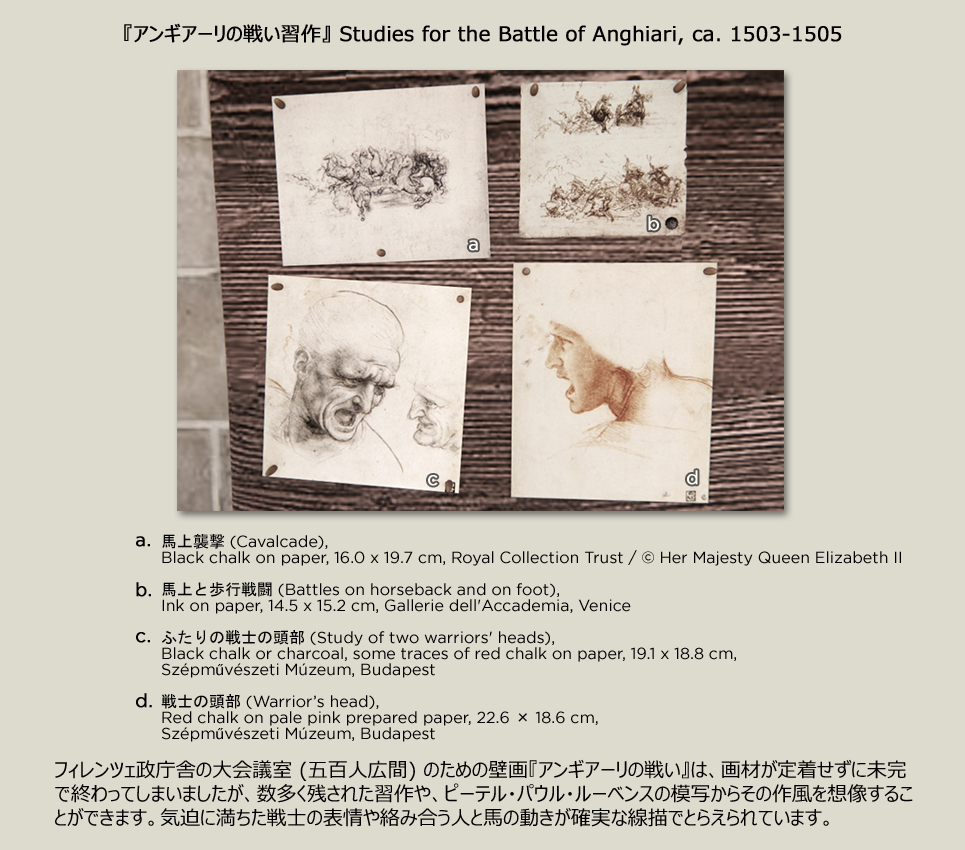 『アンギアーリの戦い習作』 Studies for the Battle of Anghiari, ca. 1503-1505
a
b
c
d
a. 馬上襲撃 (Cavalcade),
Black chalk on paper, 16.0 x 19.7 cm, Royal Collection Trust / © Her Majesty Queen Elizabeth II
b. 馬上と歩行戦闘 (Battles on horseback and on foot),
Ink on paper, 14.5 x 15.2 cm, Gallerie dell'Accademia, Venice
c. ふたりの戦士の頭部 (Study of two warriors' heads),
Black chalk or charcoal, some traces of red chalk on paper, 19.1 x 18.8 cm,
Szépművészeti Múzeum, Budapest
d. 戦士の頭部 (Warrior’s head),
Red chalk on pale pink prepared paper, 22.6 × 18.6 cm,
Szépművészeti Múzeum, Budapest
フィレンツェ政庁舎の大会議室 (五百人広間) のための壁画『アンギアーリの戦い』は、画材が定着せずに未完
で終わってしまいましたが、数多く残された習作や、ピーテル・パウル・ルーベンスの模写からその作風を想像するこ
とができます。気迫に満ちた戦士の表情や絡み合う人と馬の動きが確実な線描でとらえられています。